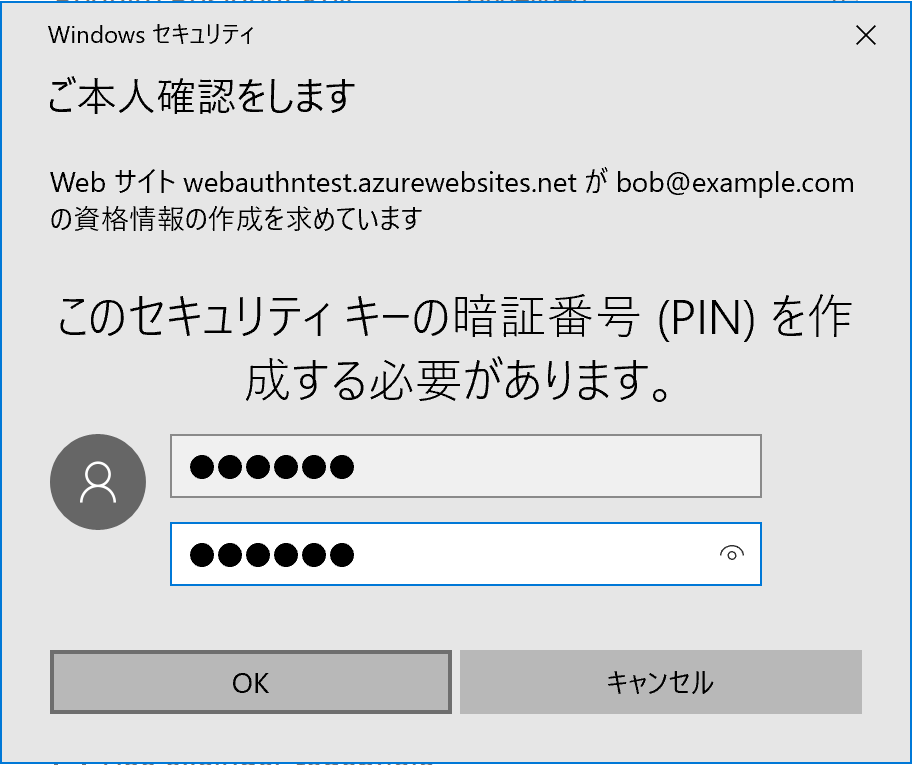 Windows セキュリティ
ご本人確認をします
Web サイト webauthntest.azurewebsites.net が bob@example.com
の資格情報の作成を求めています
このセキュリティ キーの暗証番号 (PIN) を作
成する必要があります。
●●●●●●
●●●●●●
OK
キャンセル